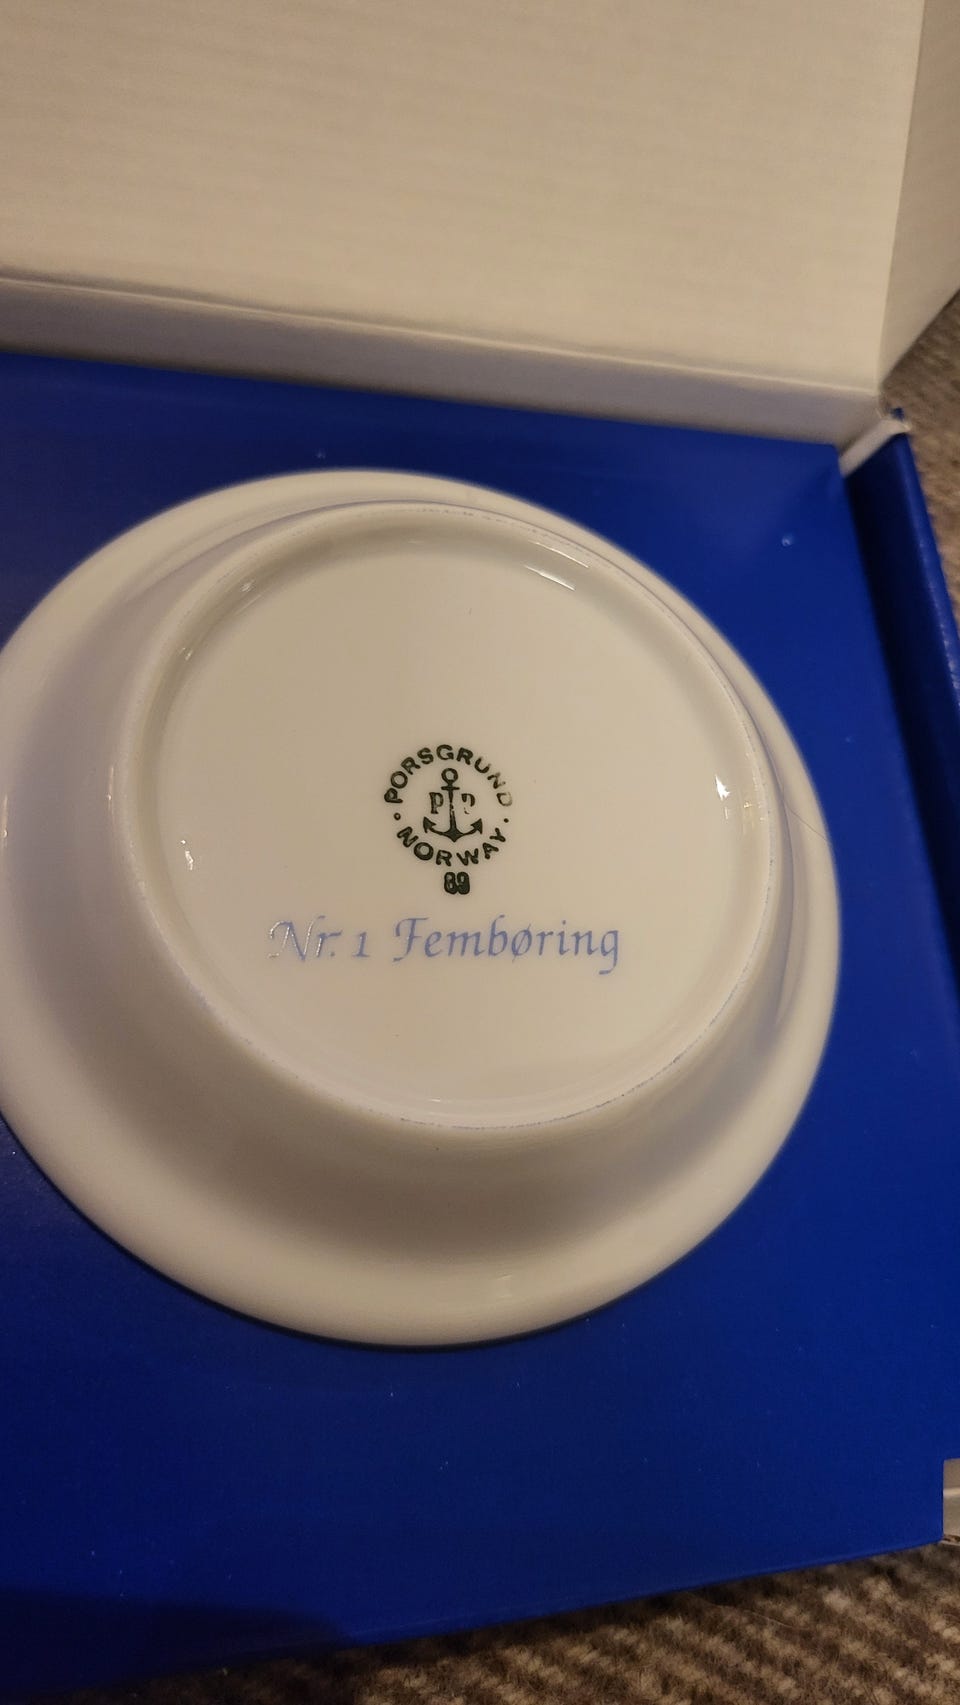 PORSGRUND
P P
NORWAY
89
Nr. 1 Fembøring